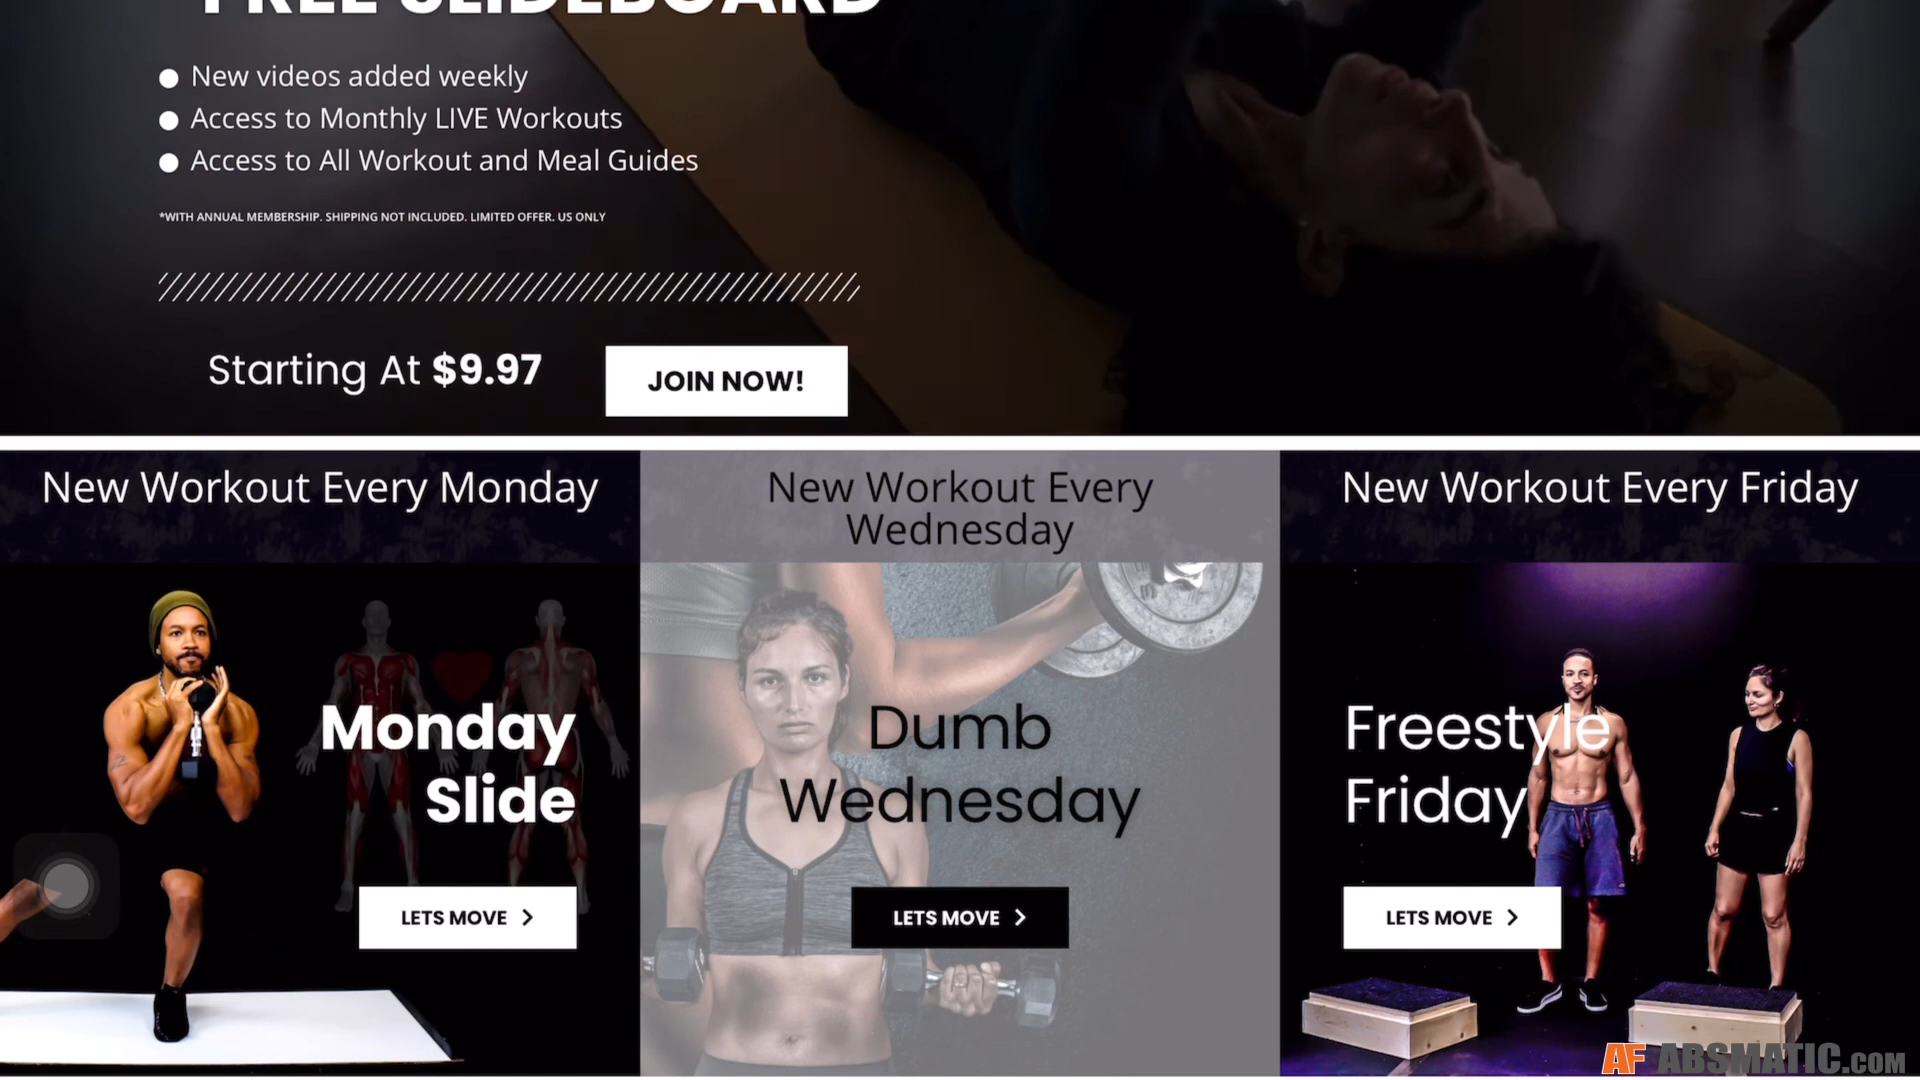 FREE SLIDEBOARD
New videos added weekly
Access to Monthly LIVE Workouts
Access to All Workout and Meal Guides
*WITH ANNUAL MEMBERSHIP. SHIPPING NOT INCLUDED. LIMITED OFFER. US ONLY
Starting At $9.97
JOIN NOW!
New Workout Every Monday
Monday
Slide
LETS MOVE
New Workout Every
Wednesday
Dumb
Wednesday
LETS MOVE
New Workout Every Friday
Freestyle
Friday
LETS MOVE
AF ABSMATIC.COM